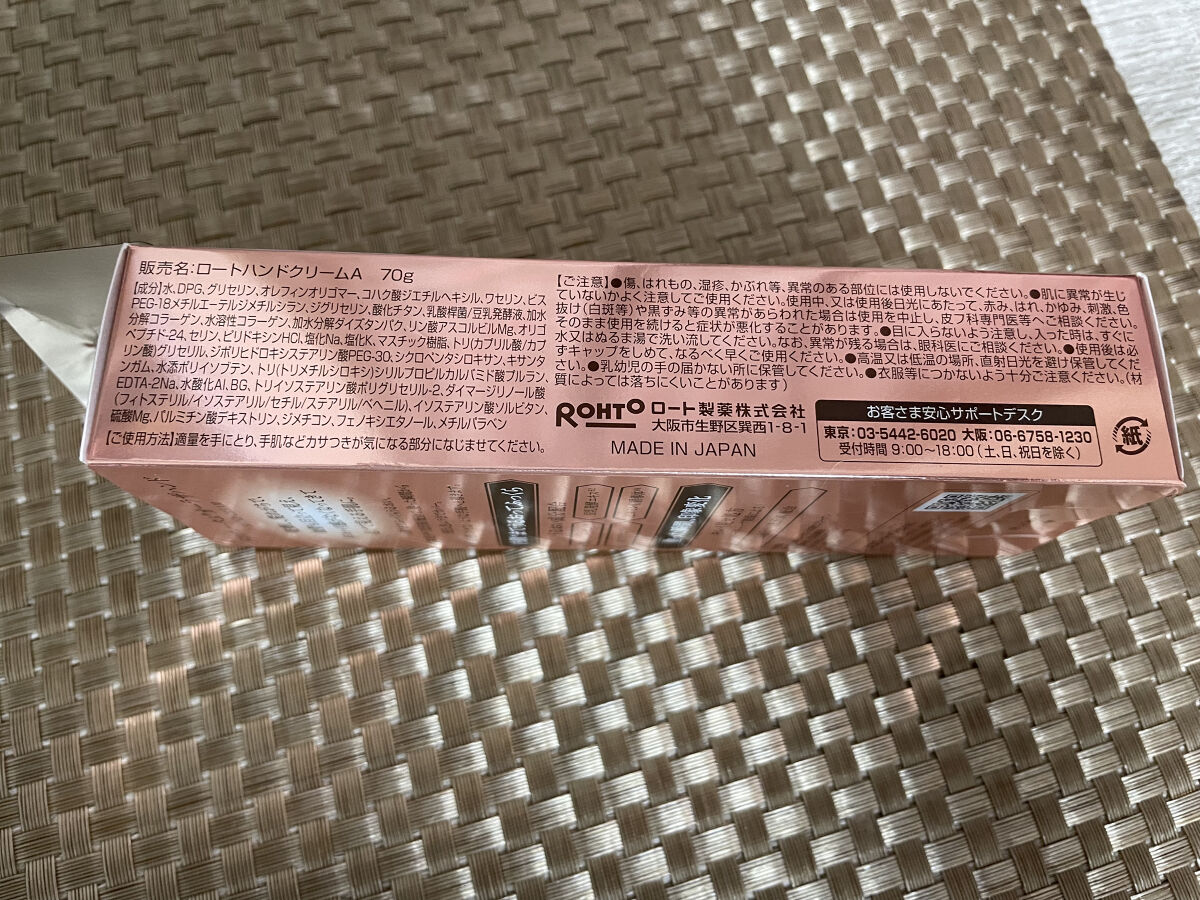 販売名:ロートハンドクリームA 70g
【成分】水、DPG、グリセリン、オレフィンオリゴマー、コハク酸ジエチルヘキシル、ワセリン、ビス
PEG-18メチルエーテルジメチルシラン、ジグリセリン、酸化チタン、乳酸桿菌/豆乳発酵液、加水
分解コラーゲン、水溶性コラーゲン、加水分解ダイズタンパク、リン酸アスコルビルMg、オリゴ
ペプチド-24、セリン、ピリドキシンHCl、塩化Na、塩化K、マスチック樹脂、トリ(カプリル酸/カプ
リン酸)グリセリル、ジポリヒドロキシステアリン酸PEG-30、シクロペンタシロキサン、キサンタ
ンガム、水添ポリイソブテン、トリ(トリメチルシロキシ)シリルプロピルカルバミド酸プルラン、
EDTA-2Na、水酸化Al、BG、トリイソステアリン酸ポリグリセリル-2、ダイマージリノール酸
(フィトステリル/イソステアリル/セチル/ステアリル/ベヘニル)、イソステアリン酸ソルビタン、
硫酸Mg、パルミチン酸デキストリン、ジメチコン、フェノキシエタノール、メチルパラベン
【ご使用方法】適量を手にとり、手肌などカサつきが気になる部分になじませてください。
【ご注意】●傷、はれもの、湿疹、かぶれ等、異常のある部位には使用しないでください。●肌に異常が生じ
ていないかよく注意してご使用ください。使用中、又は使用後日光にあたって、赤み、はれ、かゆみ、刺激、色
抜け(白斑等)や黒ずみ等の異常があらわれた場合は使用を中止し、皮フ科専門医等へご相談ください。
そのまま使用を続けると症状が悪化することがあります。●目に入らないよう注意し、入った時は、すぐに
水又はぬるま湯で洗い流してください。なお、異常が残る場合は、眼科医にご相談ください。●使用後は必
ずキャップをしめて、なるべく早くご使用ください。●高温又は低温の場所、直射日光を避け保管してくだ
さい。●乳幼児の手の届かない所に保管してください。●衣服等につかないよう十分ご注意ください。(材
質によっては落ちにくいことがあります)
ROHTO ロート製薬株式会社
大阪市生野区巽西1-8-1
MADE IN JAPAN
お客さま安心サポートデスク
東京:03-5442-6020 大阪:06-6758-1230
受付時間 9:00〜18:00(土、日、祝日を除く)
紙